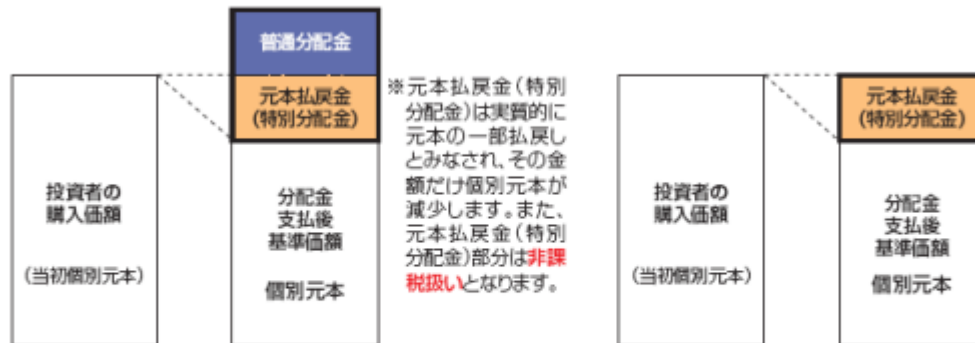 普通分配金
元本払戻金
(特別分配金)
投資者の
購入価額
(当初個別元本)
分配金
支払後
基準価額
個別元本
※元本払戻金(特別
分配金)は実質的に
元本の一部払戻し
とみなされ、その金
額だけ個別元本が
減少します。また、
元本払戻金(特別
分配金)部分は非課
税扱いとなります。
投資者の
購入価額
(当初個別元本)
元本払戻金
(特別分配金)
分配金
支払後
基準価額
個別元本